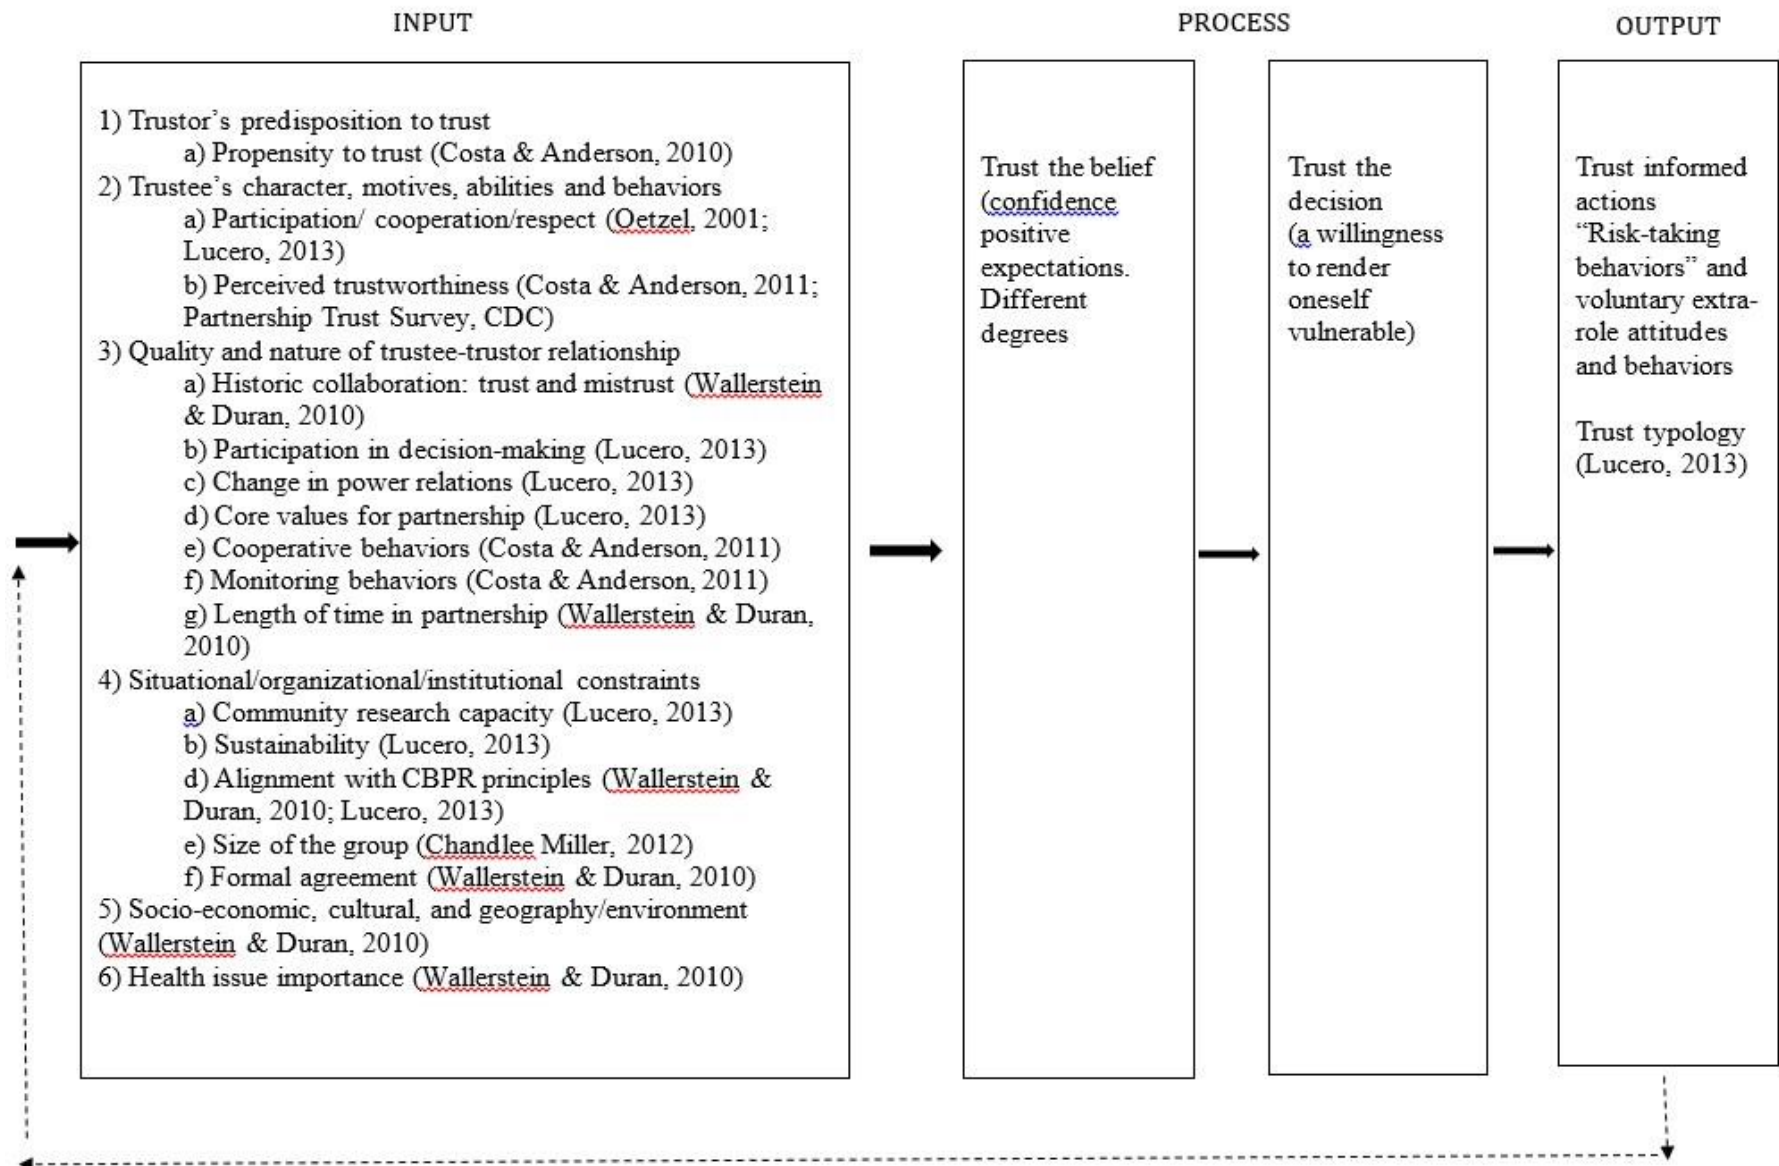 INPUT
PROCESS
OUTPUT
1) Trustor’s predisposition to trust
a) Propensity to trust (Costa & Anderson, 2010)
2) Trustee’s character, motives, abilities and behaviors
a) Participation/ cooperation/respect (Oetzel, 2001;
Lucero, 2013)
b) Perceived trustworthiness (Costa & Anderson, 2011;
Partnership Trust Survey, CDC)
3) Quality and nature of trustee-trustor relationship
a) Historic collaboration: trust and mistrust (Wallerstein
& Duran, 2010)
b) Participation in decision-making (Lucero, 2013)
c) Change in power relations (Lucero, 2013)
d) Core values for partnership (Lucero, 2013)
e) Cooperative behaviors (Costa & Anderson, 2011)
f) Monitoring behaviors (Costa & Anderson, 2011)
g) Length of time in partnership (Wallerstein & Duran,
2010)
4) Situational/organizational/institutional constraints
a) Community research capacity (Lucero, 2013)
b) Sustainability (Lucero, 2013)
d) Alignment with CBPR principles (Wallerstein &
Duran, 2010; Lucero, 2013)
e) Size of the group (Chandlee Miller, 2012)
f) Formal agreement (Wallerstein & Duran, 2010)
5) Socio-economic, cultural, and geography/environment
(Wallerstein & Duran, 2010)
6) Health issue importance (Wallerstein & Duran, 2010)
Trust the belief
(confidence
positive
expectations.
Different
degrees
Trust the
decision
(a willingness
to render
oneself
vulnerable)
Trust informed
actions
“Risk-taking
behaviors” and
voluntary extra-
role attitudes
and behaviors
Trust typology
(Lucero, 2013)